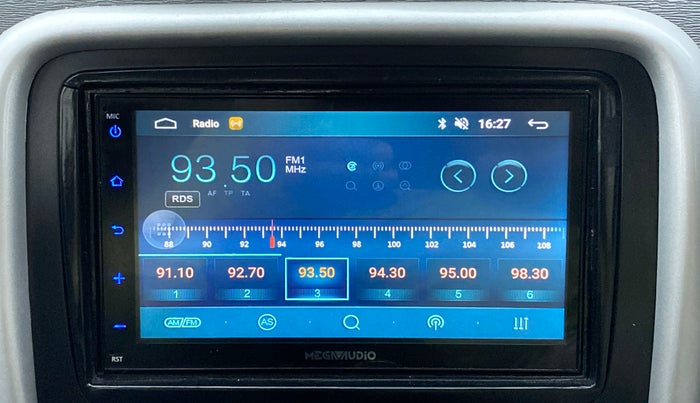 MIC
Radio 16:27
93.50 FM1
MHz
AF TP TA
RDS
88 90 92 94 96 98 100 102 104 106 108
91.10 92.70 93.50 94.30 95.00 98.30
1 2 3 4 5 6
AM/FM AS
RST
MEGAAUDIO